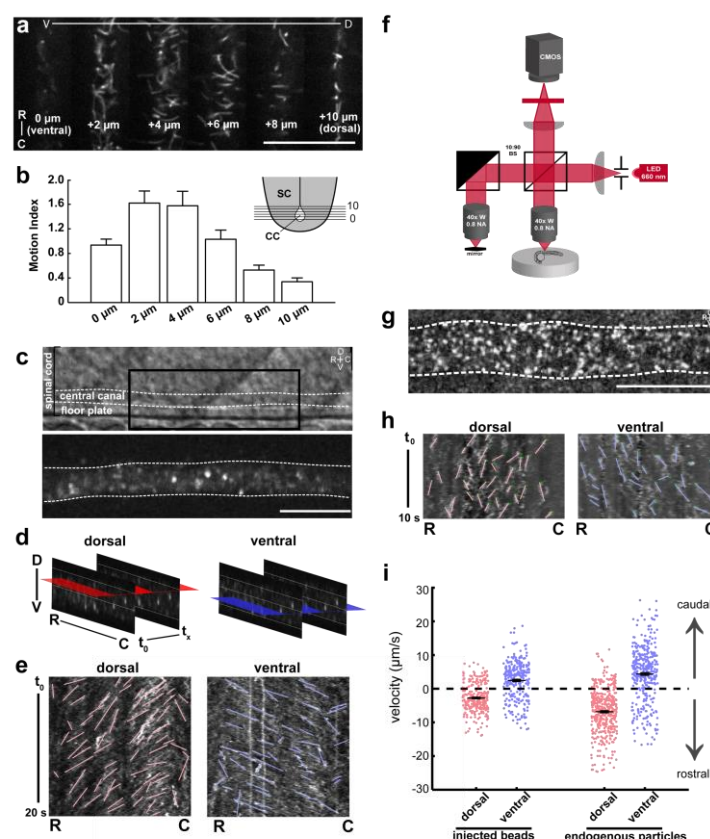 a
V
D
R
C
0 µm
(ventral)
+2 µm
+4 µm
+6 µm
+8 µm
+10 µm
(dorsal)
b
Motion Index
2.0
1.6
1.2
0.8
0.4
0
0 µm
2 µm
4 µm
6 µm
8 µm
10 µm
SC
CC
10
0
c
spinal cord
central canal
floor plate
D
R C
V
d
dorsal
ventral
D
V
R
C
t0
tx
e
dorsal
ventral
t0
20 s
R C
R C
f
CMOS
10:90
BS
LED
660 nm
40x W
0.8 NA
40x W
0.8 NA
mirror
g
h
dorsal
ventral
t0
10 s
R C
R C
i
velocity (µm/s)
30
20
10
0
-10
-20
-30
caudal
rostral
dorsal
ventral
dorsal
ventral
injected beads
endogenous particles